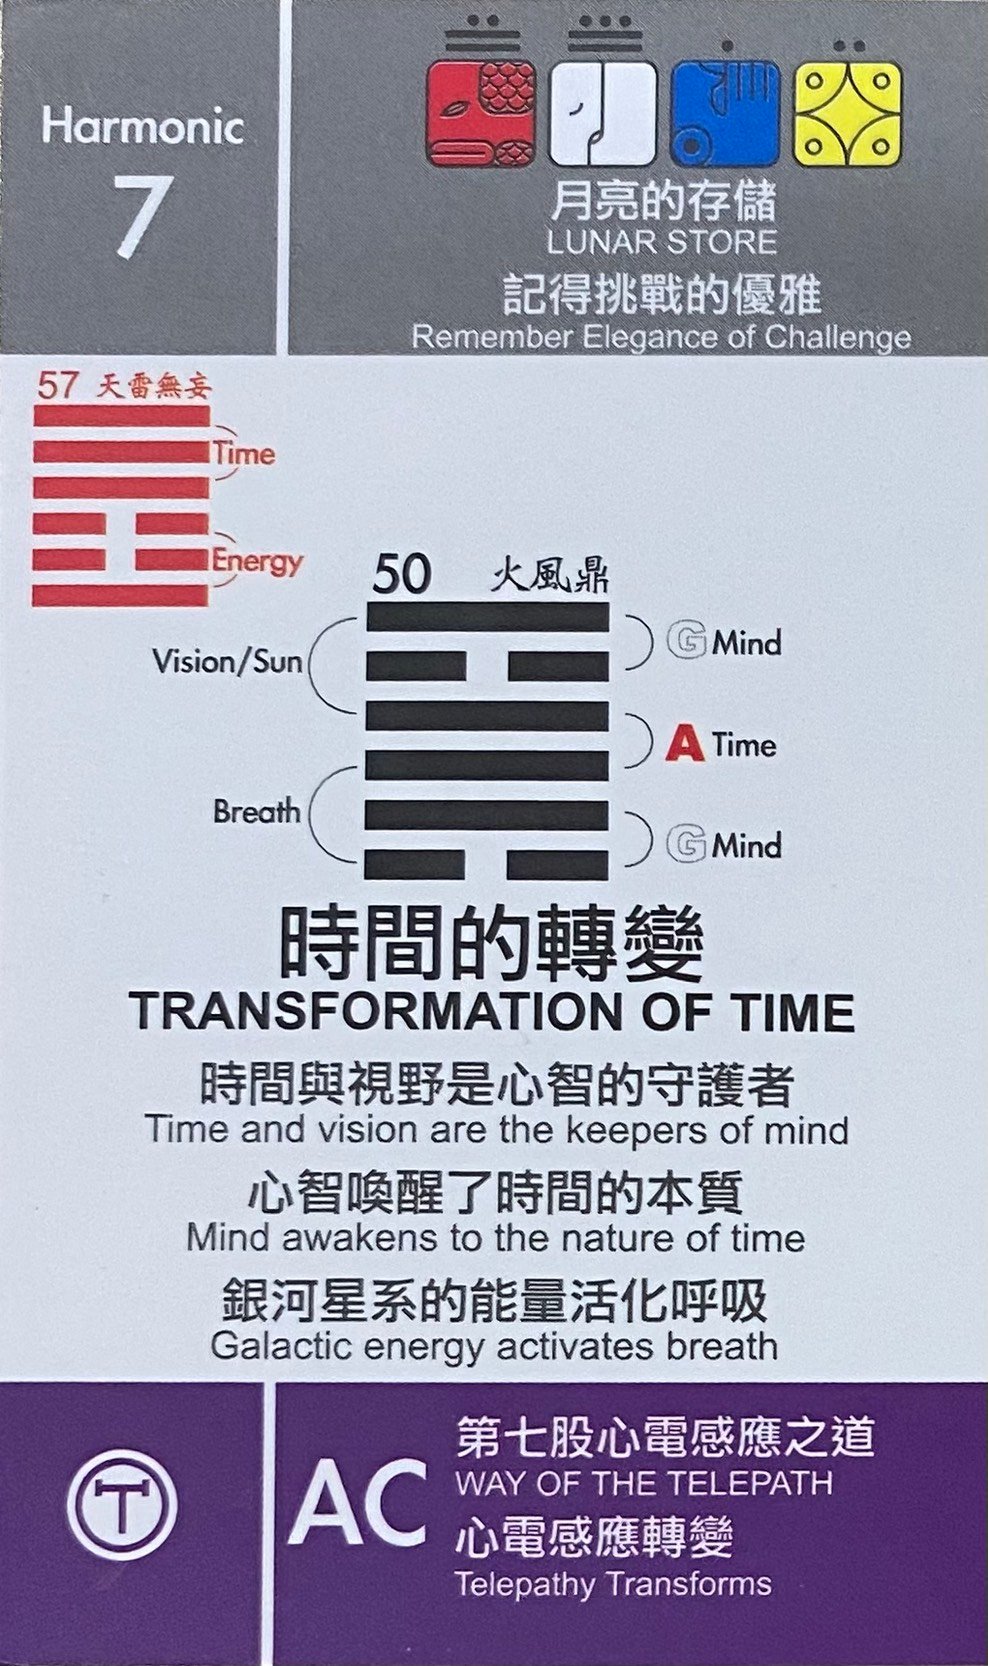 Harmonic
7
月亮的存儲
LUNAR STORE
記得挑戰的優雅
Remember Elegance of Challenge
57 天雷無妄
Time
Energy
50 火風鼎
Vision/Sun
G Mind
A Time
Breath
G Mind
時間的轉變
TRANSFORMATION OF TIME
時間與視野是心智的守護者
Time and vision are the keepers of mind
心智喚醒了時間的本質
Mind awakens to the nature of time
銀河星系的能量活化呼吸
Galactic energy activates breath
T
AC
第七股心電感應之道
WAY OF THE TELEPATH
心電感應轉變
Telepathy Transforms